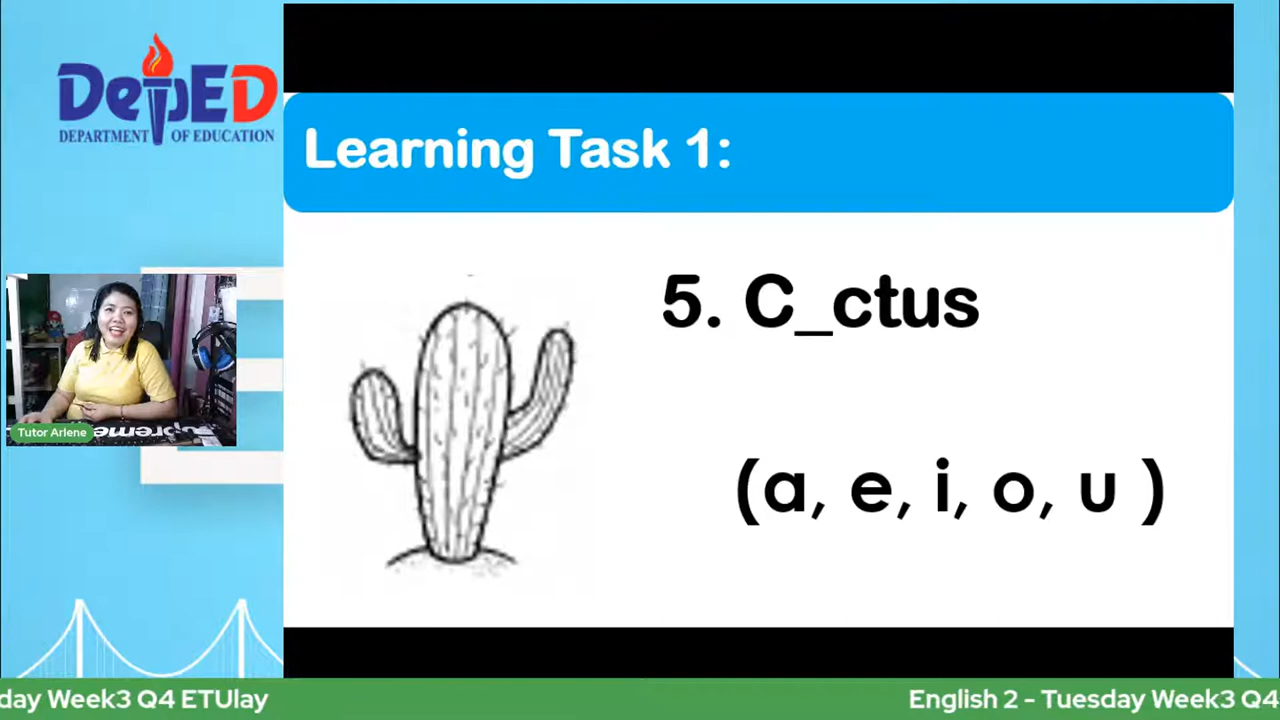 DepED
DEPARTMENT OF EDUCATION
Learning Task 1:
5. C_ctus
(a, e, i, o, u )
Tutor Arlene
supreme
day Week3 Q4 ETUlay
English 2 - Tuesday Week3 Q4